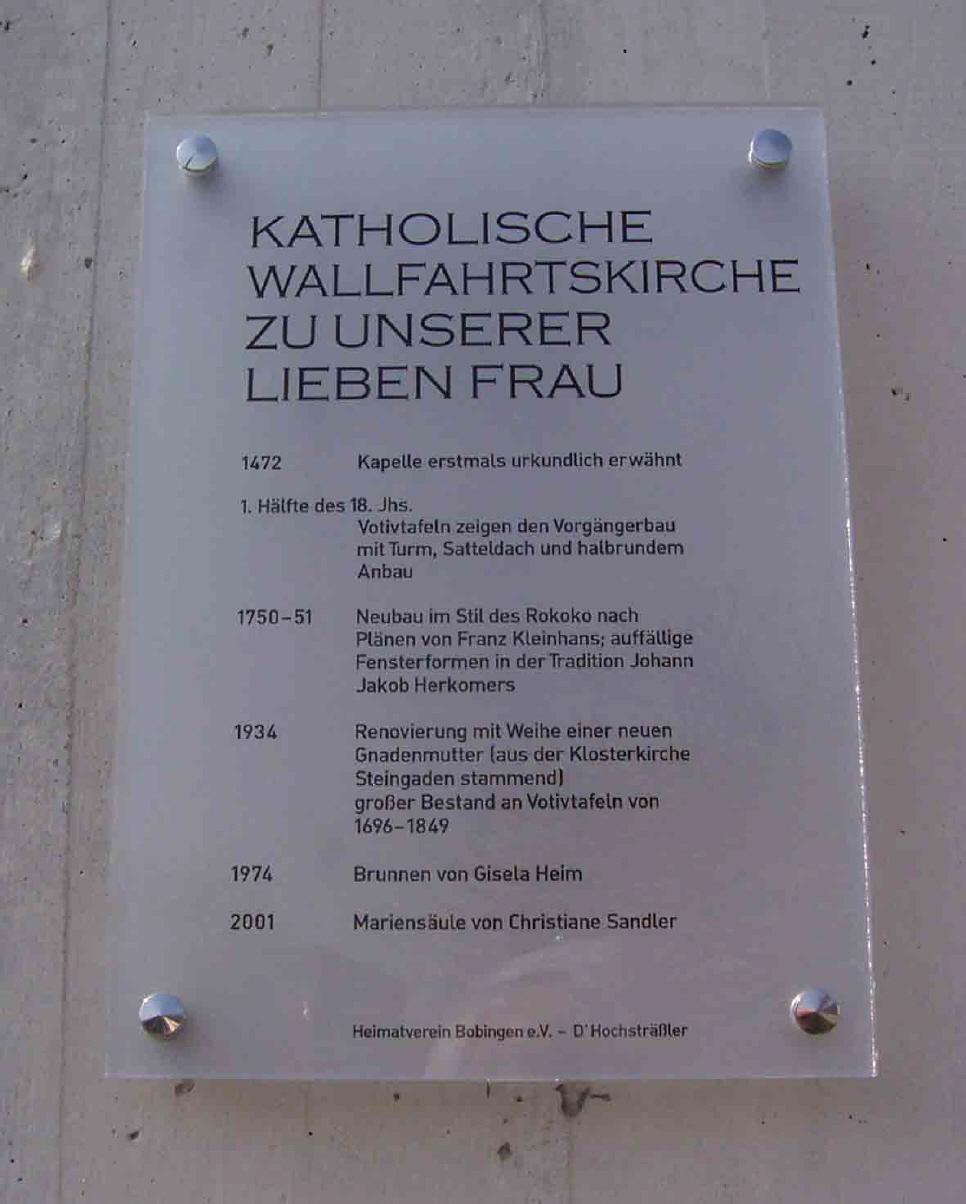 KATHOLISCHE
WALLFAHRTSKIRCHE
ZU UNSERER
LIEBEN FRAU
1472 Kapelle erstmals urkundlich erwähnt
1. Hälfte des 18. Jhs.
Votivtafeln zeigen den Vorgängerbau
mit Turm, Satteldach und halbrundem
Anbau
1750–51 Neubau im Stil des Rokoko nach
Plänen von Franz Kleinhans; auffällige
Fensterformen in der Tradition Johann
Jakob Herkomers
1934 Renovierung mit Weihe einer neuen
Gnadenmutter (aus der Klosterkirche
Steingaden stammend)
großer Bestand an Votivtafeln von
1696–1849
1974 Brunnen von Gisela Heim
2001 Mariensäule von Christiane Sandler
Heimatverein Bobingen e.V. – D'Hochsträßler